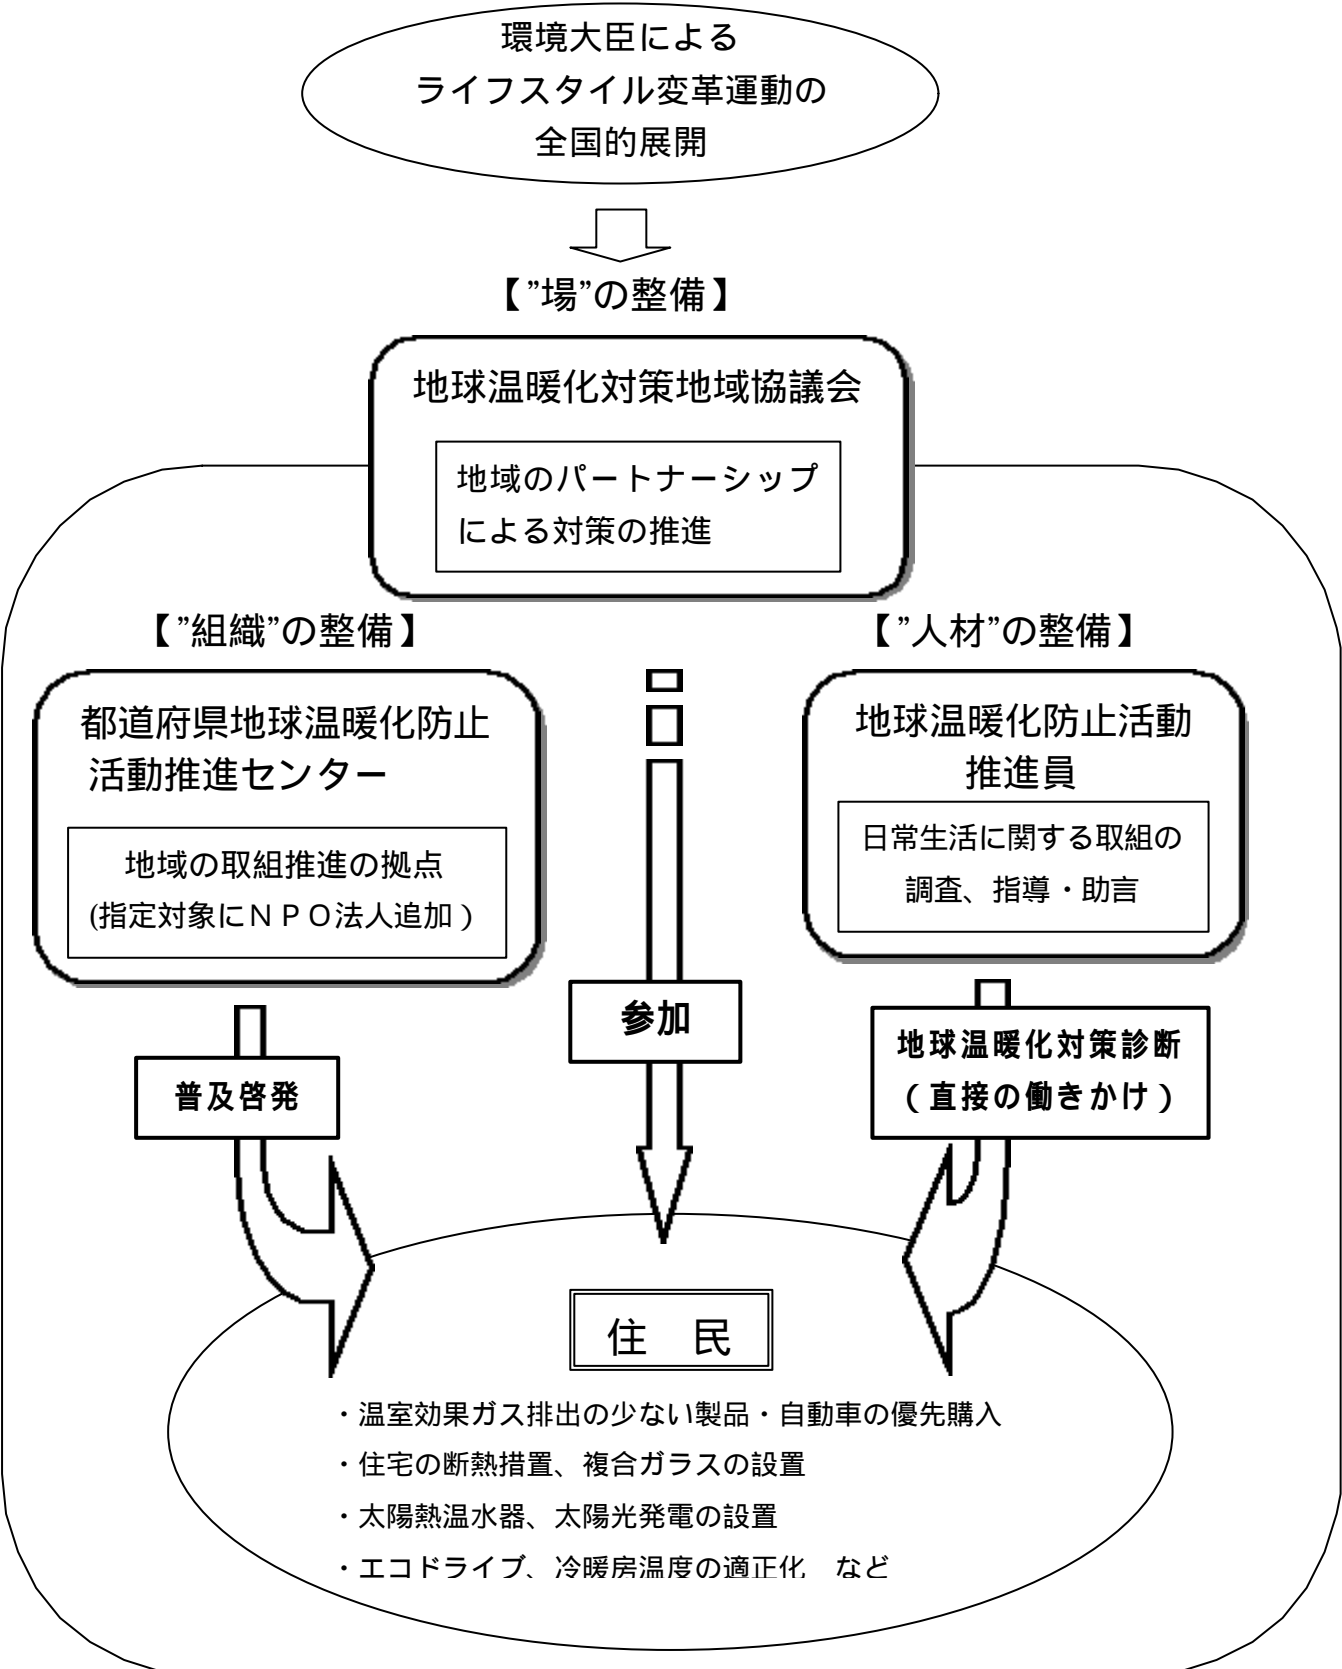 環境大臣による
ライフスタイル変革運動の
全国的展開
【”場”の整備】
地球温暖化対策地域協議会
地域のパートナーシップ
による対策の推進
【”組織”の整備】
都道府県地球温暖化防止
活動推進センター
地域の取組推進の拠点
(指定対象にＮＰＯ法人追加）
【”人材”の整備】
地球温暖化防止活動
推進員
日常生活に関する取組の
調査、指導・助言
普及啓発
参加
地球温暖化対策診断
（直接の働きかけ）
住　民
・温室効果ガス排出の少ない製品・自動車の優先購入
・住宅の断熱措置、複合ガラスの設置
・太陽熱温水器、太陽光発電の設置
・エコドライブ、冷暖房温度の適正化　など